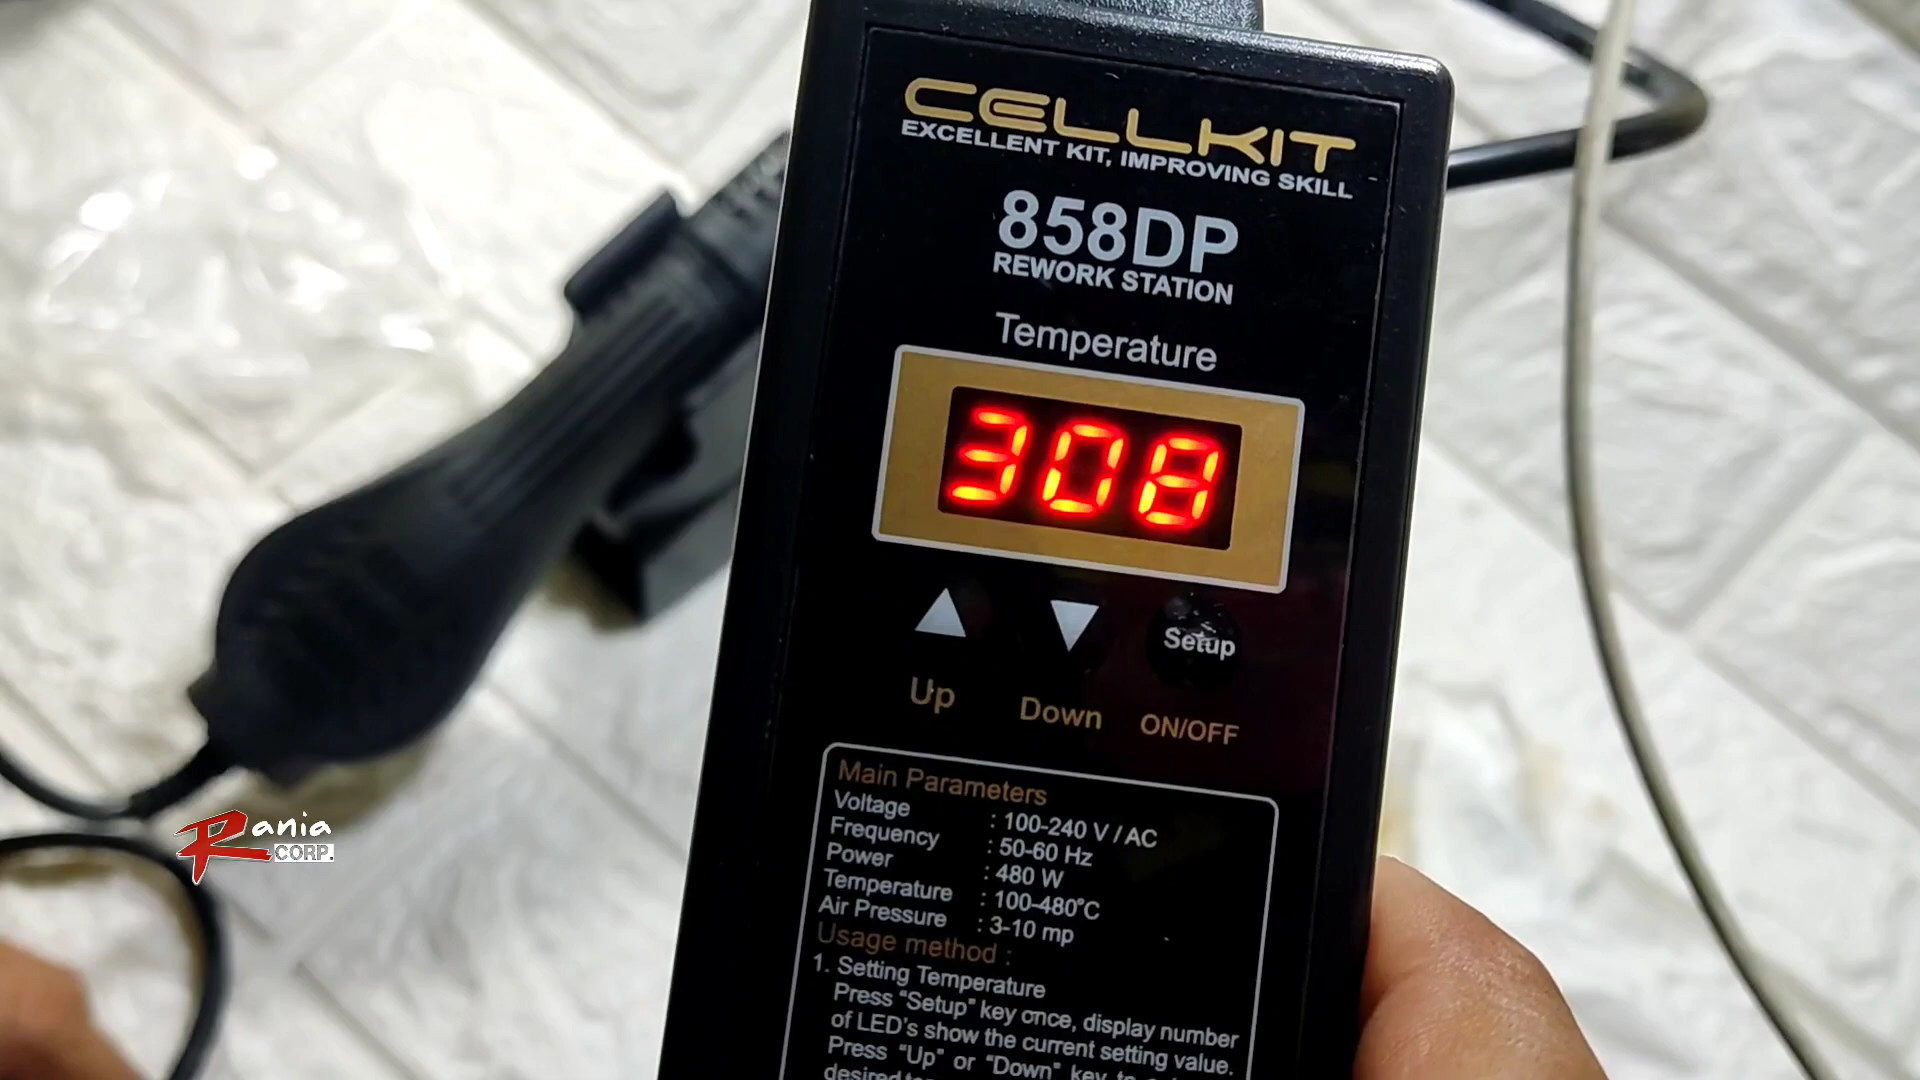 CELLKIT
EXCELLENT KIT, IMPROVING SKILL
858DP
REWORK STATION
Temperature
308
Setup
Up Down ON/OFF
Main Parameters
Voltage : 100-240 V / AC
Frequency : 50-60 Hz
Power : 480 W
Temperature : 100-480°C
Air Pressure : 3-10 mp
Usage method :
1. Setting Temperature
Press “Setup” key once, display number
of LED's show the current setting value.
Press “Up” or “Down” key to
desired
Rania
CORP.